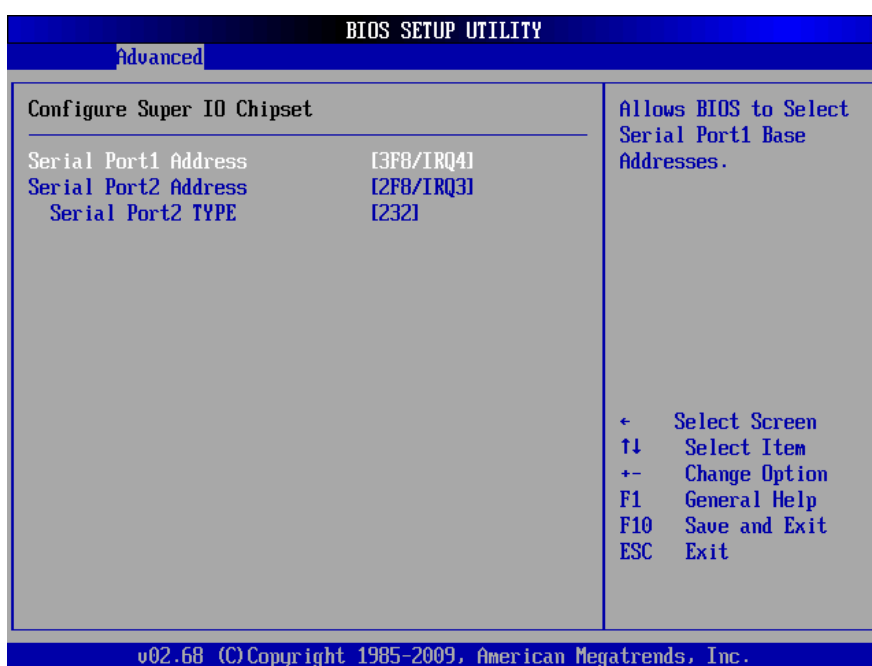 BIOS SETUP UTILITY
Advanced
Configure Super IO Chipset
Serial Port1 Address [3F8/IRQ4]
Serial Port2 Address [2F8/IRQ3]
Serial Port2 TYPE [232]
Allows BIOS to Select
Serial Port1 Base
Addresses.
← Select Screen
↑↓ Select Item
+- Change Option
F1 General Help
F10 Save and Exit
ESC Exit
v02.68 (C)Copyright 1985-2009, American Megatrends, Inc.